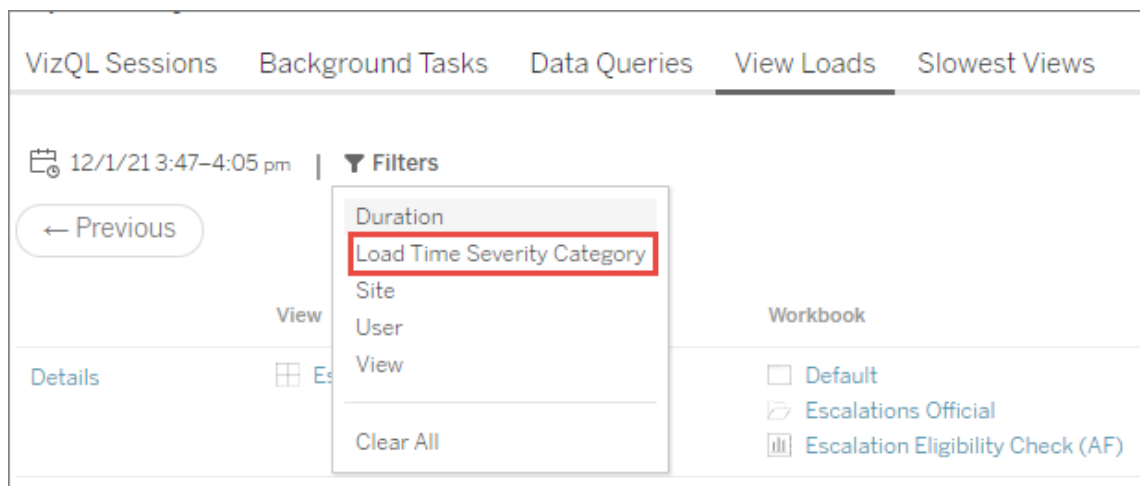 VizQL Sessions Background Tasks Data Queries View Loads Slowest Views
12/1/21 3:47–4:05 pm | Filters
← Previous
Duration
Load Time Severity Category
Site
User
View
Clear All
View Workbook
Details Es Default
Escalations Official
Escalation Eligibility Check (AF)